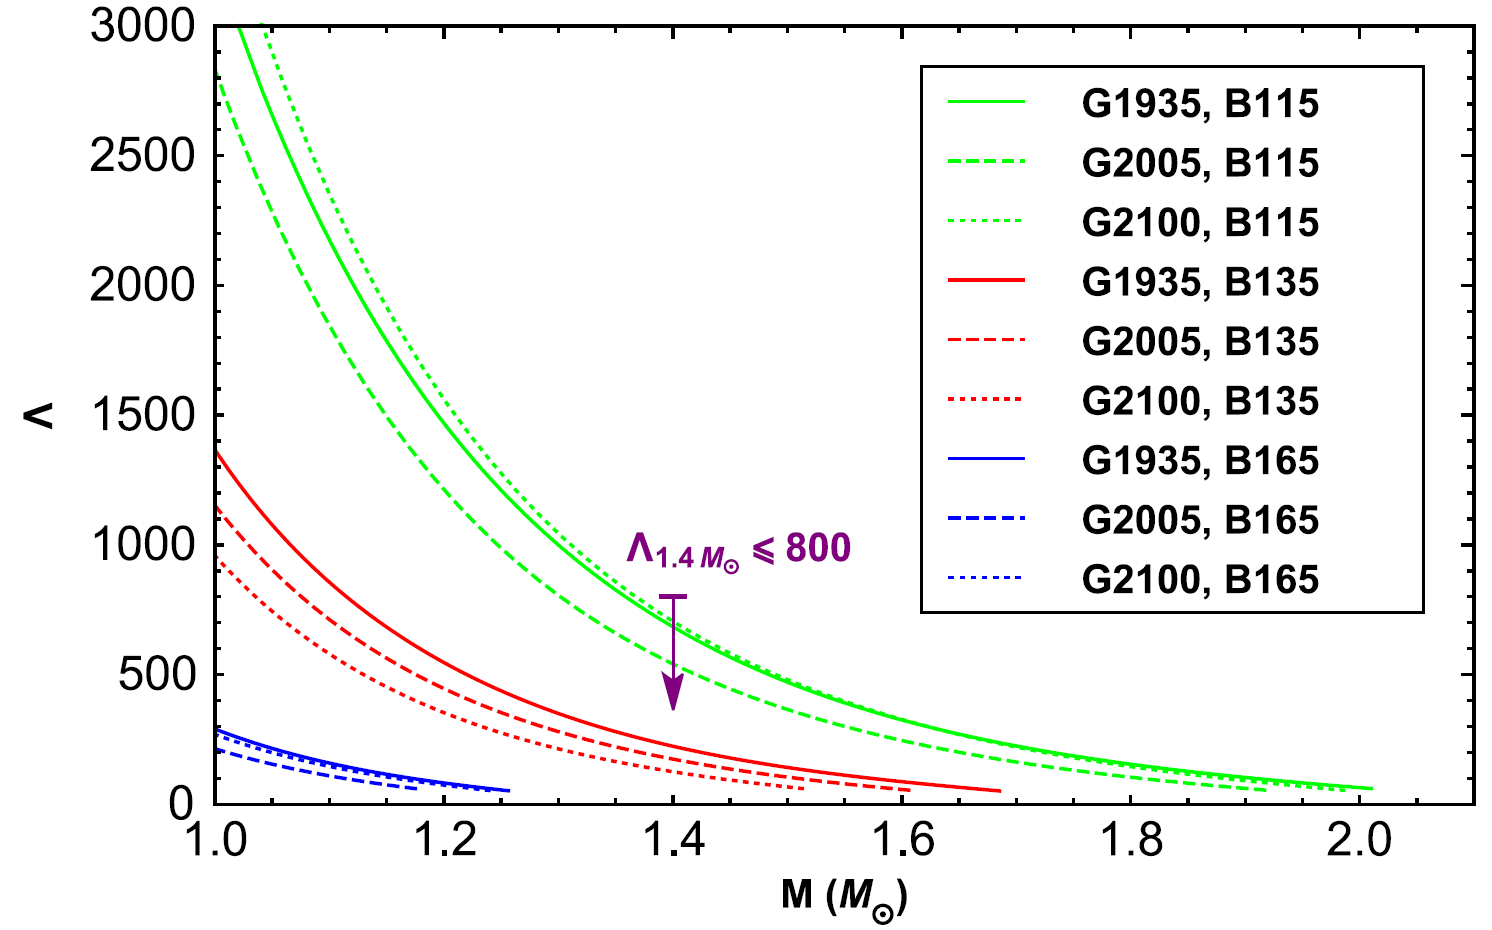 3000
2500
2000
1500
1000
500
0
Λ
1.0 1.2 1.4 1.6 1.8 2.0
M (M⊙)
Λ1.4 M⊙ ⩽ 800
G1935, B115
G2005, B115
G2100, B115
G1935, B135
G2005, B135
G2100, B135
G1935, B165
G2005, B165
G2100, B165